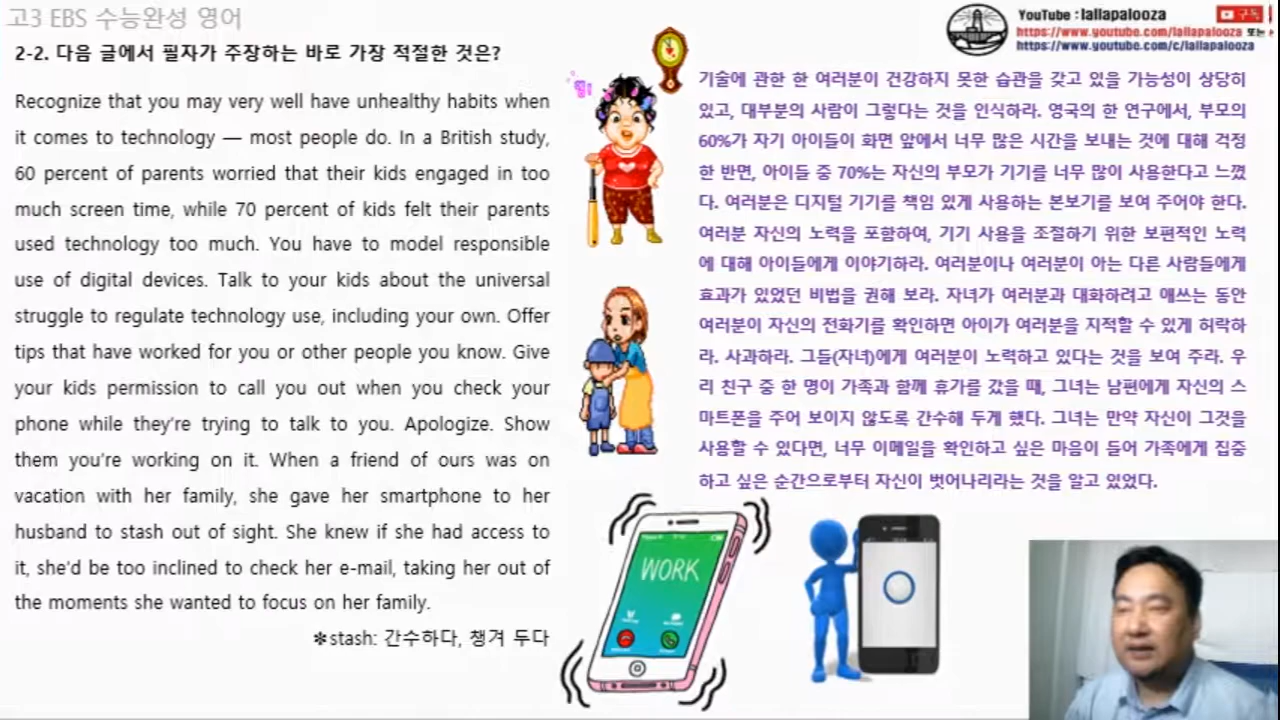 고3 EBS 수능완성 영어
YouTube : lallapalooza
구독
https://www.youtube.com/lallapalooza 또는
https://www.youtube.com/c/lallapalooza
2-2. 다음 글에서 필자가 주장하는 바로 가장 적절한 것은?
Recognize that you may very well have unhealthy habits when
it comes to technology — most people do. In a British study,
60 percent of parents worried that their kids engaged in too
much screen time, while 70 percent of kids felt their parents
used technology too much. You have to model responsible
use of digital devices. Talk to your kids about the universal
struggle to regulate technology use, including your own. Offer
tips that have worked for you or other people you know. Give
your kids permission to call you out when you check your
phone while they're trying to talk to you. Apologize. Show
them you're working on it. When a friend of ours was on
vacation with her family, she gave her smartphone to her
husband to stash out of sight. She knew if she had access to
it, she'd be too inclined to check her e-mail, taking her out of
the moments she wanted to focus on her family.
✻stash: 간수하다, 챙겨 두다
기술에 관한 한 여러분이 건강하지 못한 습관을 갖고 있을 가능성이 상당히
있고, 대부분의 사람이 그렇다는 것을 인식하라. 영국의 한 연구에서, 부모의
60%가 자기 아이들이 화면 앞에서 너무 많은 시간을 보내는 것에 대해 걱정
한 반면, 아이들 중 70%는 자신의 부모가 기기를 너무 많이 사용한다고 느꼈
다. 여러분은 디지털 기기를 책임 있게 사용하는 본보기를 보여 주어야 한다.
여러분 자신의 노력을 포함하여, 기기 사용을 조절하기 위한 보편적인 노력
에 대해 아이들에게 이야기하라. 여러분이나 여러분이 아는 다른 사람들에게
효과가 있었던 비법을 권해 보라. 자녀가 여러분과 대화하려고 애쓰는 동안
여러분이 자신의 전화기를 확인하면 아이가 여러분을 지적할 수 있게 허락하
라. 사과하라. 그들(자녀)에게 여러분이 노력하고 있다는 것을 보여 주라. 우
리 친구 중 한 명이 가족과 함께 휴가를 갔을 때, 그녀는 남편에게 자신의 스
마트폰을 주어 보이지 않도록 간수해 두게 했다. 그녀는 만약 자신이 그것을
사용할 수 있다면, 너무 이메일을 확인하고 싶은 마음이 들어 가족에게 집중
하고 싶은 순간으로부터 자신이 벗어나리라는 것을 알고 있었다.
WORK